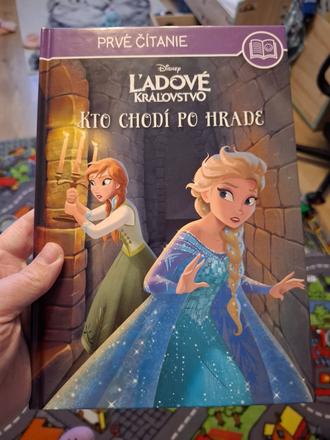 PRVÉ ČÍTANIE
Disney
ĽADOVÉ
KRÁĽOVSTVO
KTO CHODÍ PO HRADE